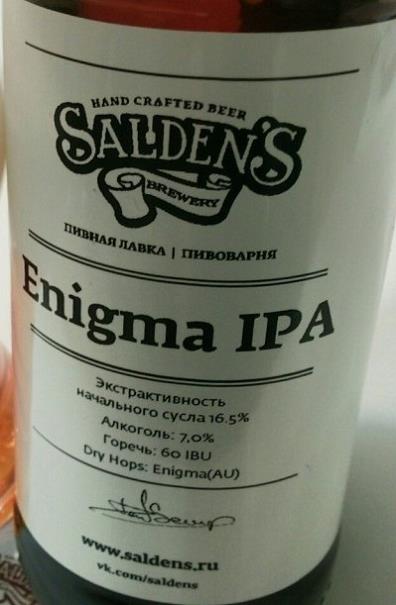 HAND CRAFTED BEER
SALDEN'S
BREWERY
ПИВНАЯ ЛАВКА | ПИВОВАРНЯ
Enigma IPA
Экстрактивность
начального сусла 16.5%
Алкоголь: 7,0%
Горечь: 60 IBU
Dry Hops: Enigma(AU)
www.saldens.ru
vk.com/saldens